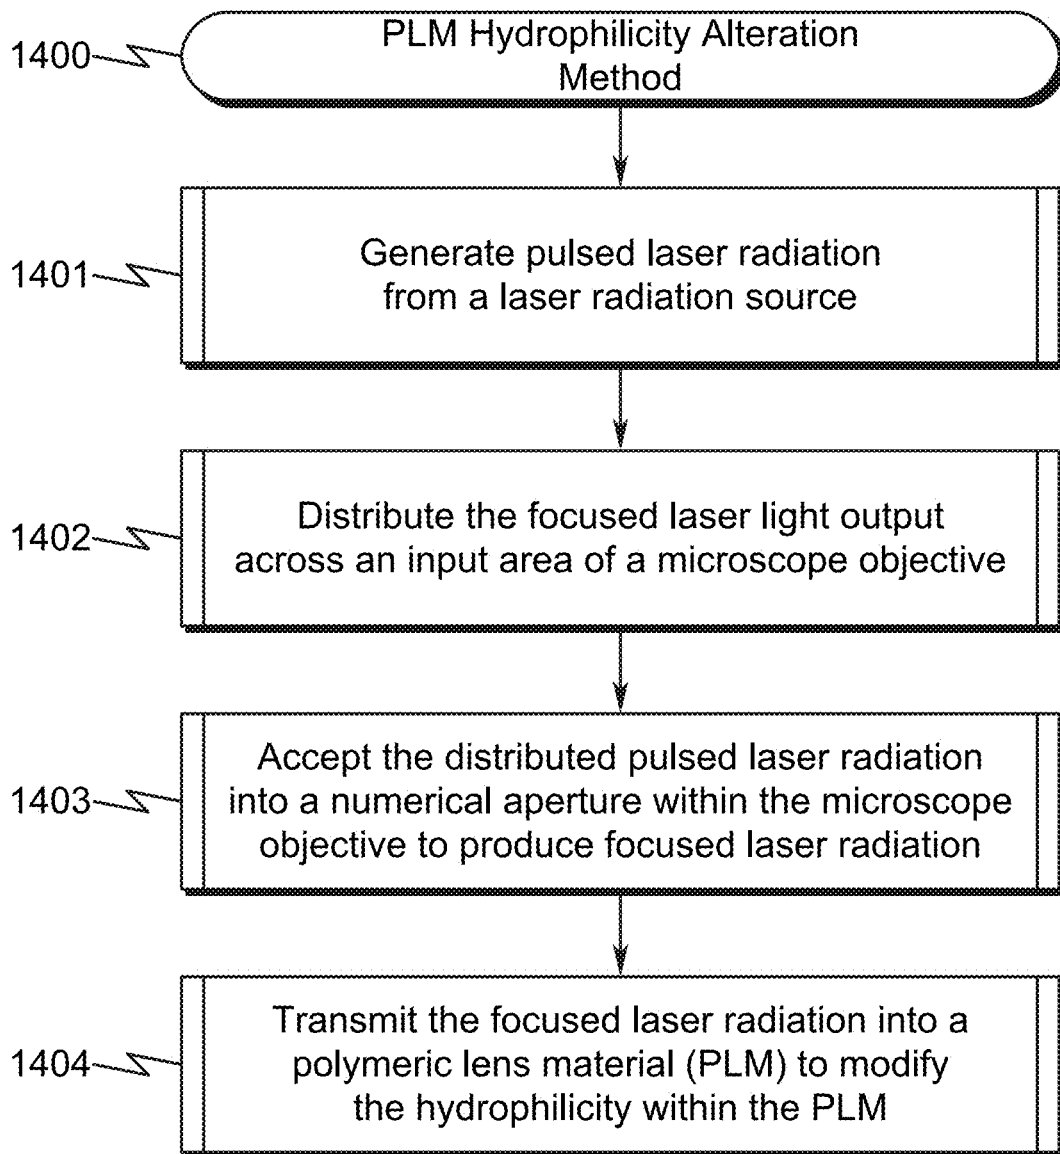 1400
PLM Hydrophilicity Alteration
Method
1401
Generate pulsed laser radiation
from a laser radiation source
1402
Distribute the focused laser light output
across an input area of a microscope objective
1403
Accept the distributed pulsed laser radiation
into a numerical aperture within the microscope
objective to produce focused laser radiation
1404
Transmit the focused laser radiation into a
polymeric lens material (PLM) to modify
the hydrophilicity within the PLM